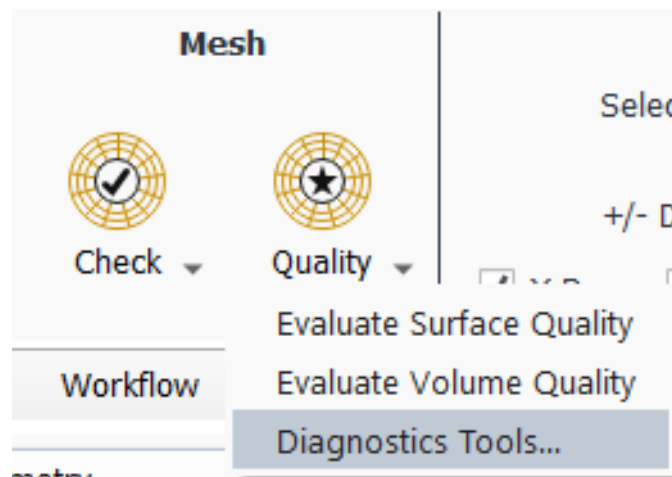 Mesh
Check
Quality
+/-
Evaluate Surface Quality
Evaluate Volume Quality
Diagnostics Tools...
Workflow